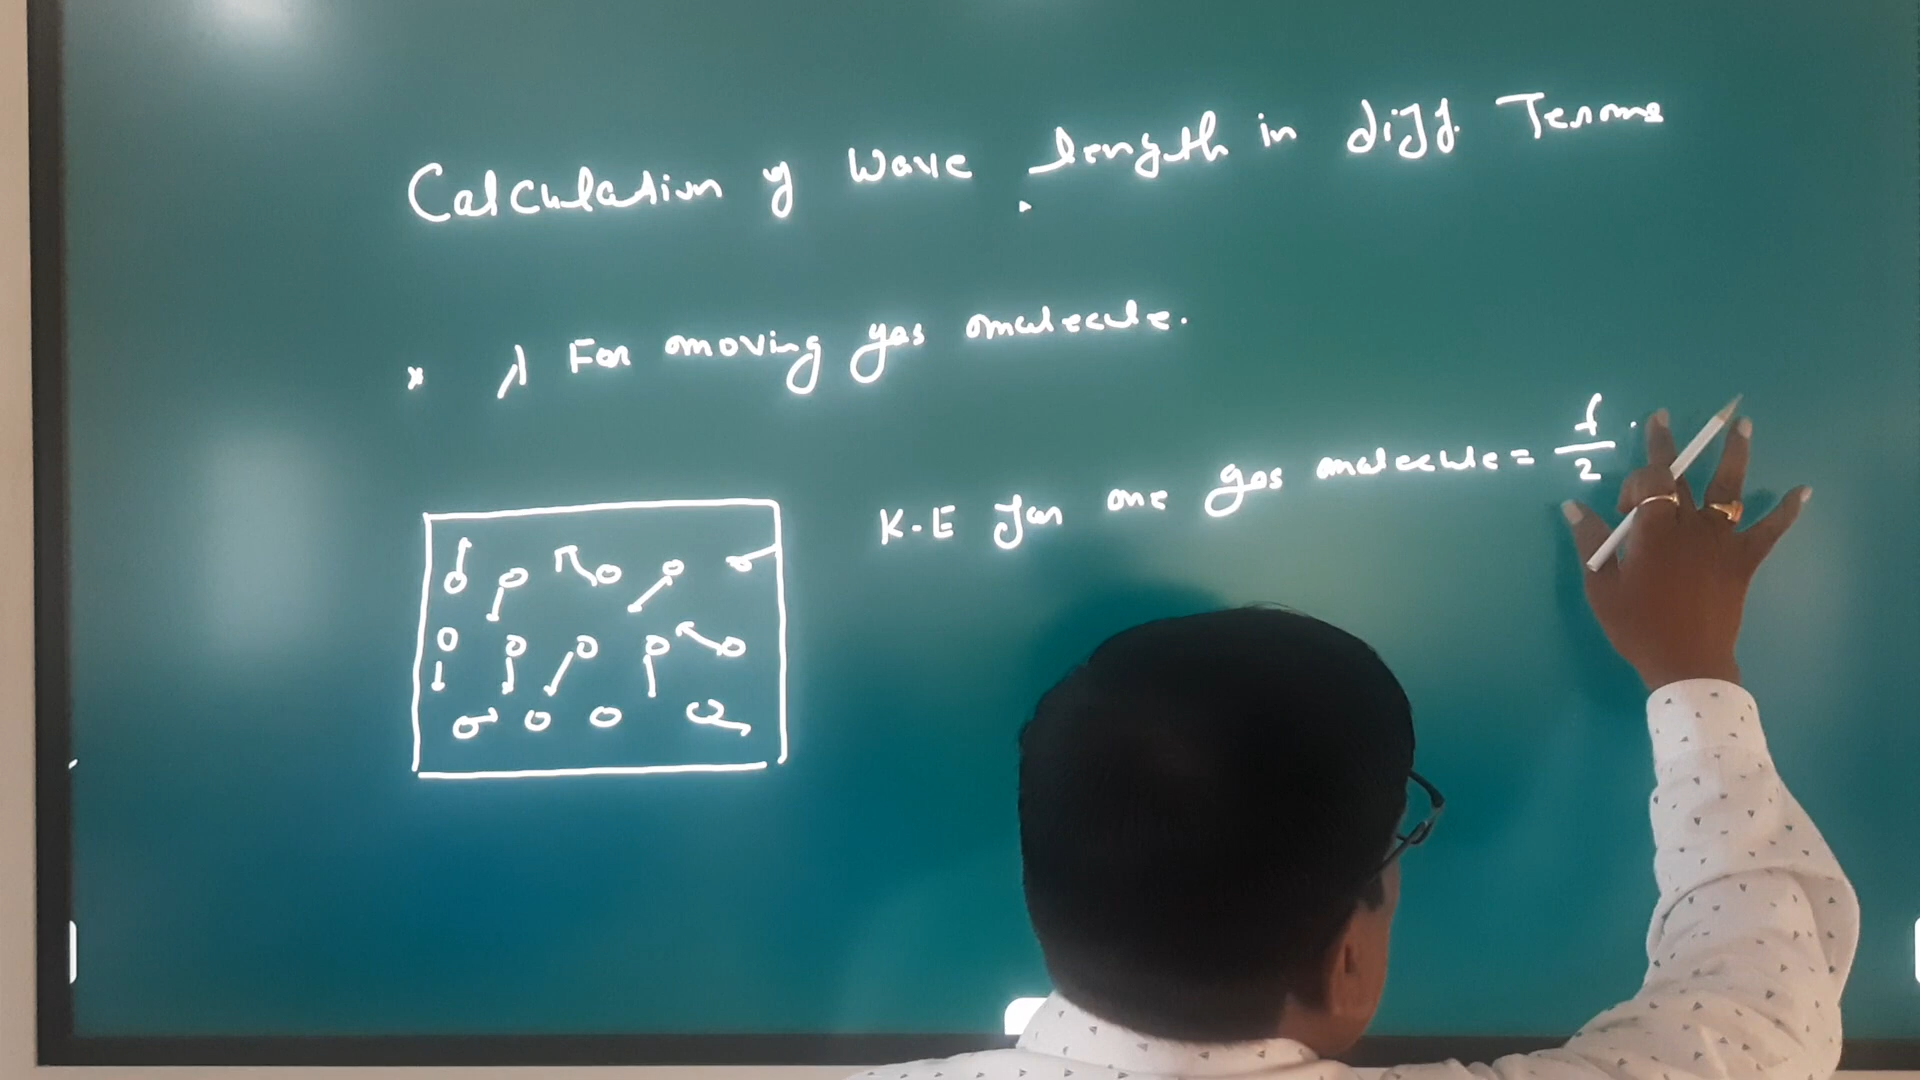 Calculation of Wave length in diff. Terms
* λ For moving gas molecule.
K.E for one gas molecule = f/2